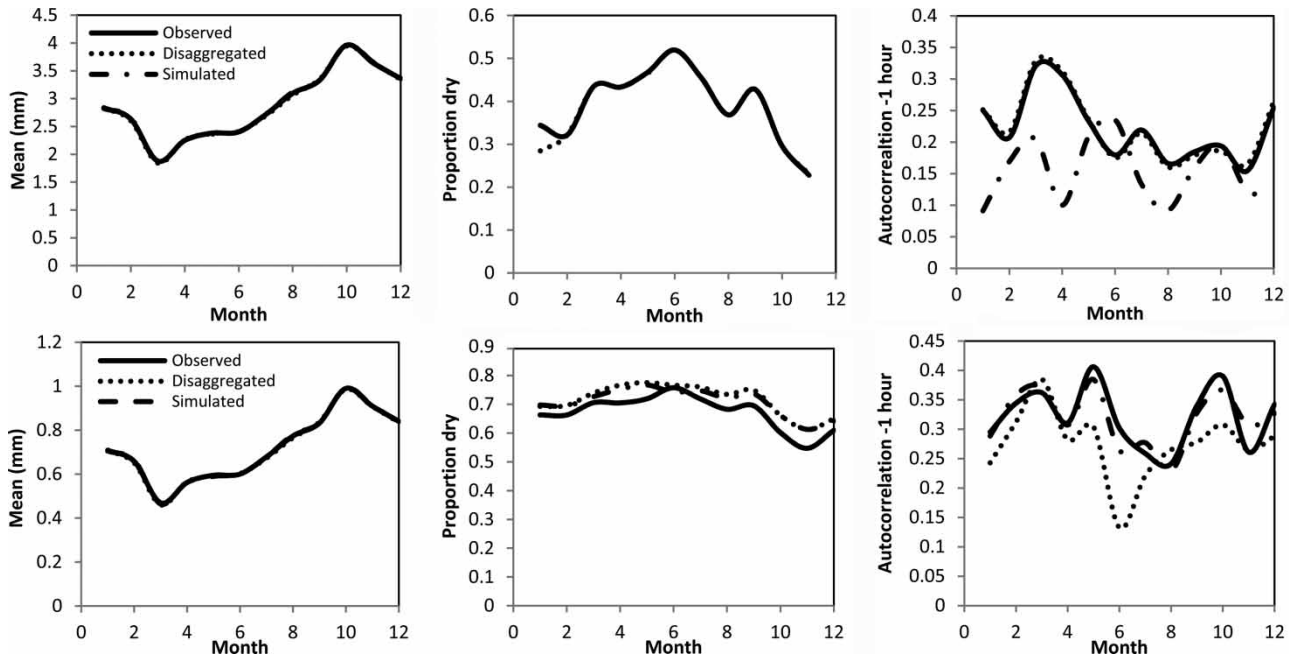 4.5
4
3.5
3
2.5
2
1.5
1
0.5
0
Mean (mm)
Observed
Disaggregated
Simulated
0 2 4 6 8 10 12
Month
0.6
0.5
0.4
0.3
0.2
0.1
0
Proportion dry
0 2 4 6 8 10 12
Month
0.4
0.35
0.3
0.25
0.2
0.15
0.1
0.05
0
Autocorrealtion -1 hour
0 2 4 6 8 10 12
Month
1.2
1
0.8
0.6
0.4
0.2
0
Mean (mm)
Observed
Disaggregated
Simulated
0 2 4 6 8 10 12
Month
0.9
0.8
0.7
0.6
0.5
0.4
0.3
0.2
0.1
0
Proportion dry
0 2 4 6 8 10 12
Month
0.45
0.4
0.35
0.3
0.25
0.2
0.15
0.1
0.05
0
Autocorrelation -1 hour
0 2 4 6 8 10 12
Month